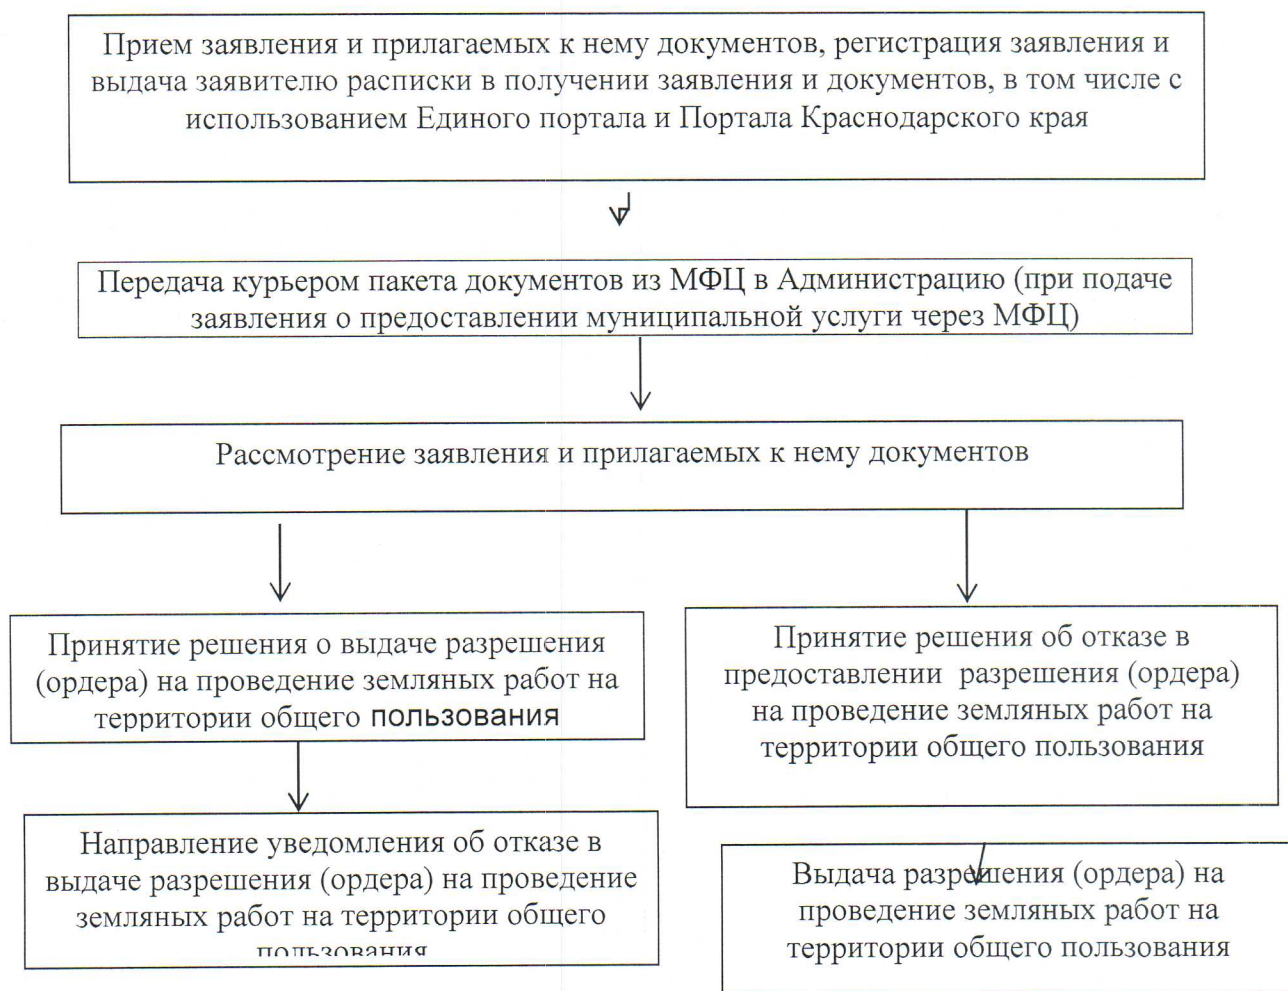 Прием заявления и прилагаемых к нему документов, регистрация заявления и
выдача заявителю расписки в получении заявления и документов, в том числе с
использованием Единого портала и Портала Краснодарского края
Передача курьером пакета документов из МФЦ в Администрацию (при подаче
заявления о предоставлении муниципальной услуги через МФЦ)
Рассмотрение заявления и прилагаемых к нему документов
Принятие решения о выдаче разрешения
(ордера) на проведение земляных работ на
территории общего пользования
Принятие решения об отказе в
предоставлении разрешения (ордера)
на проведение земляных работ на
территории общего пользования
Направление уведомления об отказе в
выдаче разрешения (ордера) на проведение
земляных работ на территории общего
пользования
Выдача разрешения (ордера) на
проведение земляных работ на
территории общего пользования